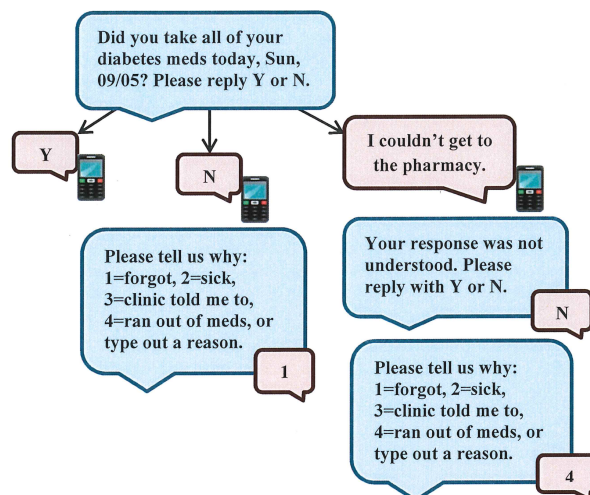 Did you take all of your
diabetes meds today, Sun,
09/05? Please reply Y or N.
Y
N
I couldn't get to
the pharmacy.
Please tell us why:
1=forgot, 2=sick,
3=clinic told me to,
4=ran out of meds, or
type out a reason.
1
Your response was not
understood. Please
reply with Y or N.
N
Please tell us why:
1=forgot, 2=sick,
3=clinic told me to,
4=ran out of meds, or
type out a reason.
4